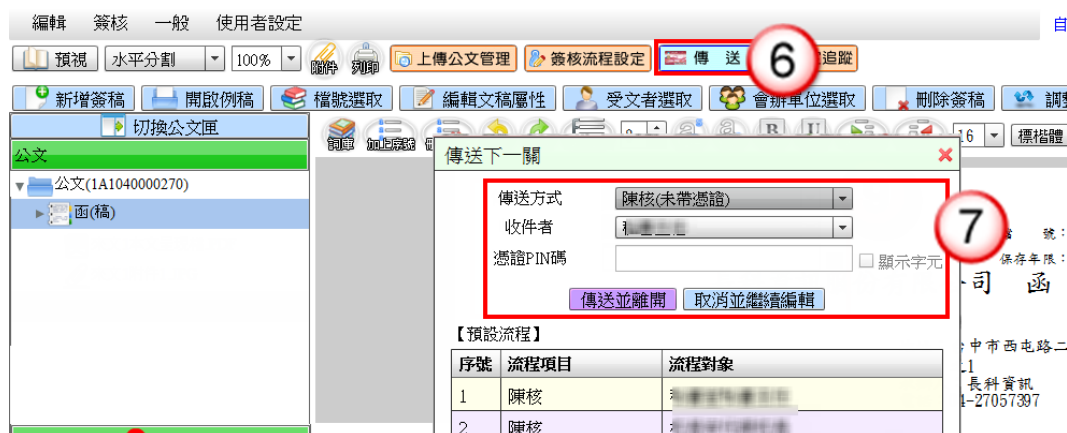 編輯 簽核 一般 使用者設定 自
預視 水平分割 100% 附件 列印 上傳公文管理 簽核流程設定 傳 送 6 追蹤
新增簽稿 開啟例稿 檔號選取 編輯文稿屬性 受文者選取 會辦單位選取 刪除簽稿 調整
切換公文匣 詞庫 加上序號 B U 16 標楷體
公文
傳送下一關
公文(1A1040000270)
函(稿)
傳送方式 陳核(未帶憑證)
收件者
憑證PIN碼 顯示字元
7
號：
保存年限：
司 函
傳送並離開 取消並繼續編輯
【預設流程】
中市西屯路二
序號 流程項目 流程對象
長科資訊
-27057397
1 陳核
2 陳核